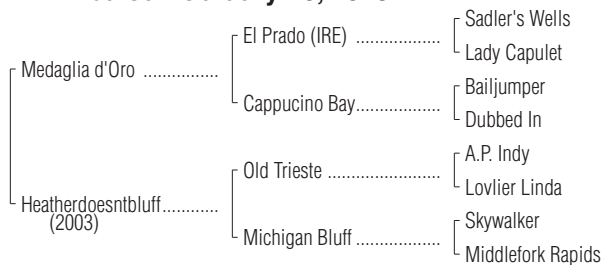 Sadler's Wells
El Prado (IRE) ...................
Lady Capulet
Medaglia d'Oro ................
Bailjumper
Cappucino Bay...................
Dubbed In
A.P. Indy
Old Trieste .......................
Lovlier Linda
Heatherdoesntbluff............
(2003)
Skywalker
Michigan Bluff ...................
Middlefork Rapids